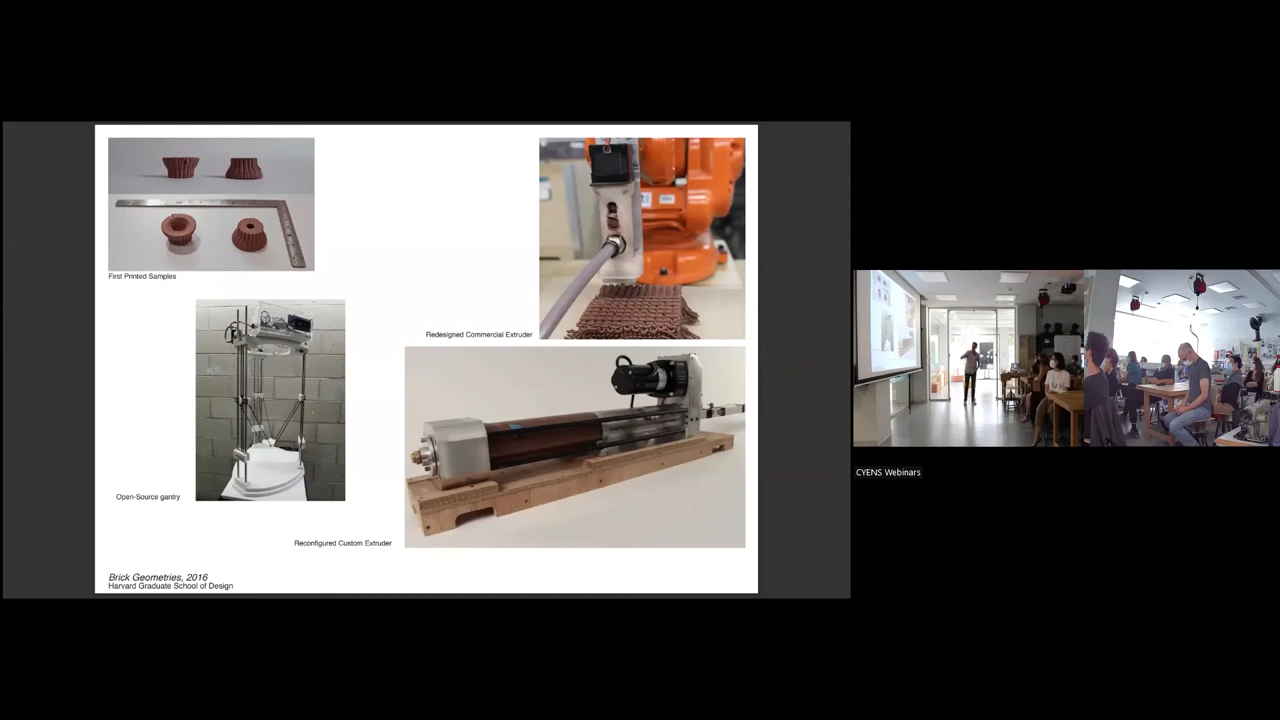 First Printed Samples
Redesigned Commercial Extruder
Open-Source gantry
Reconfigured Custom Extruder
Brick Geometries, 2016
Harvard Graduate School of Design
CYENS Webinars